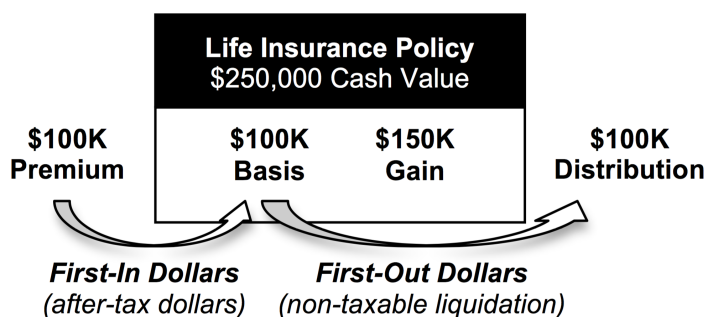 Life Insurance Policy
$250,000 Cash Value
$100K
Premium
$100K
Basis
$150K
Gain
$100K
Distribution
First-In Dollars
(after-tax dollars)
First-Out Dollars
(non-taxable liquidation)